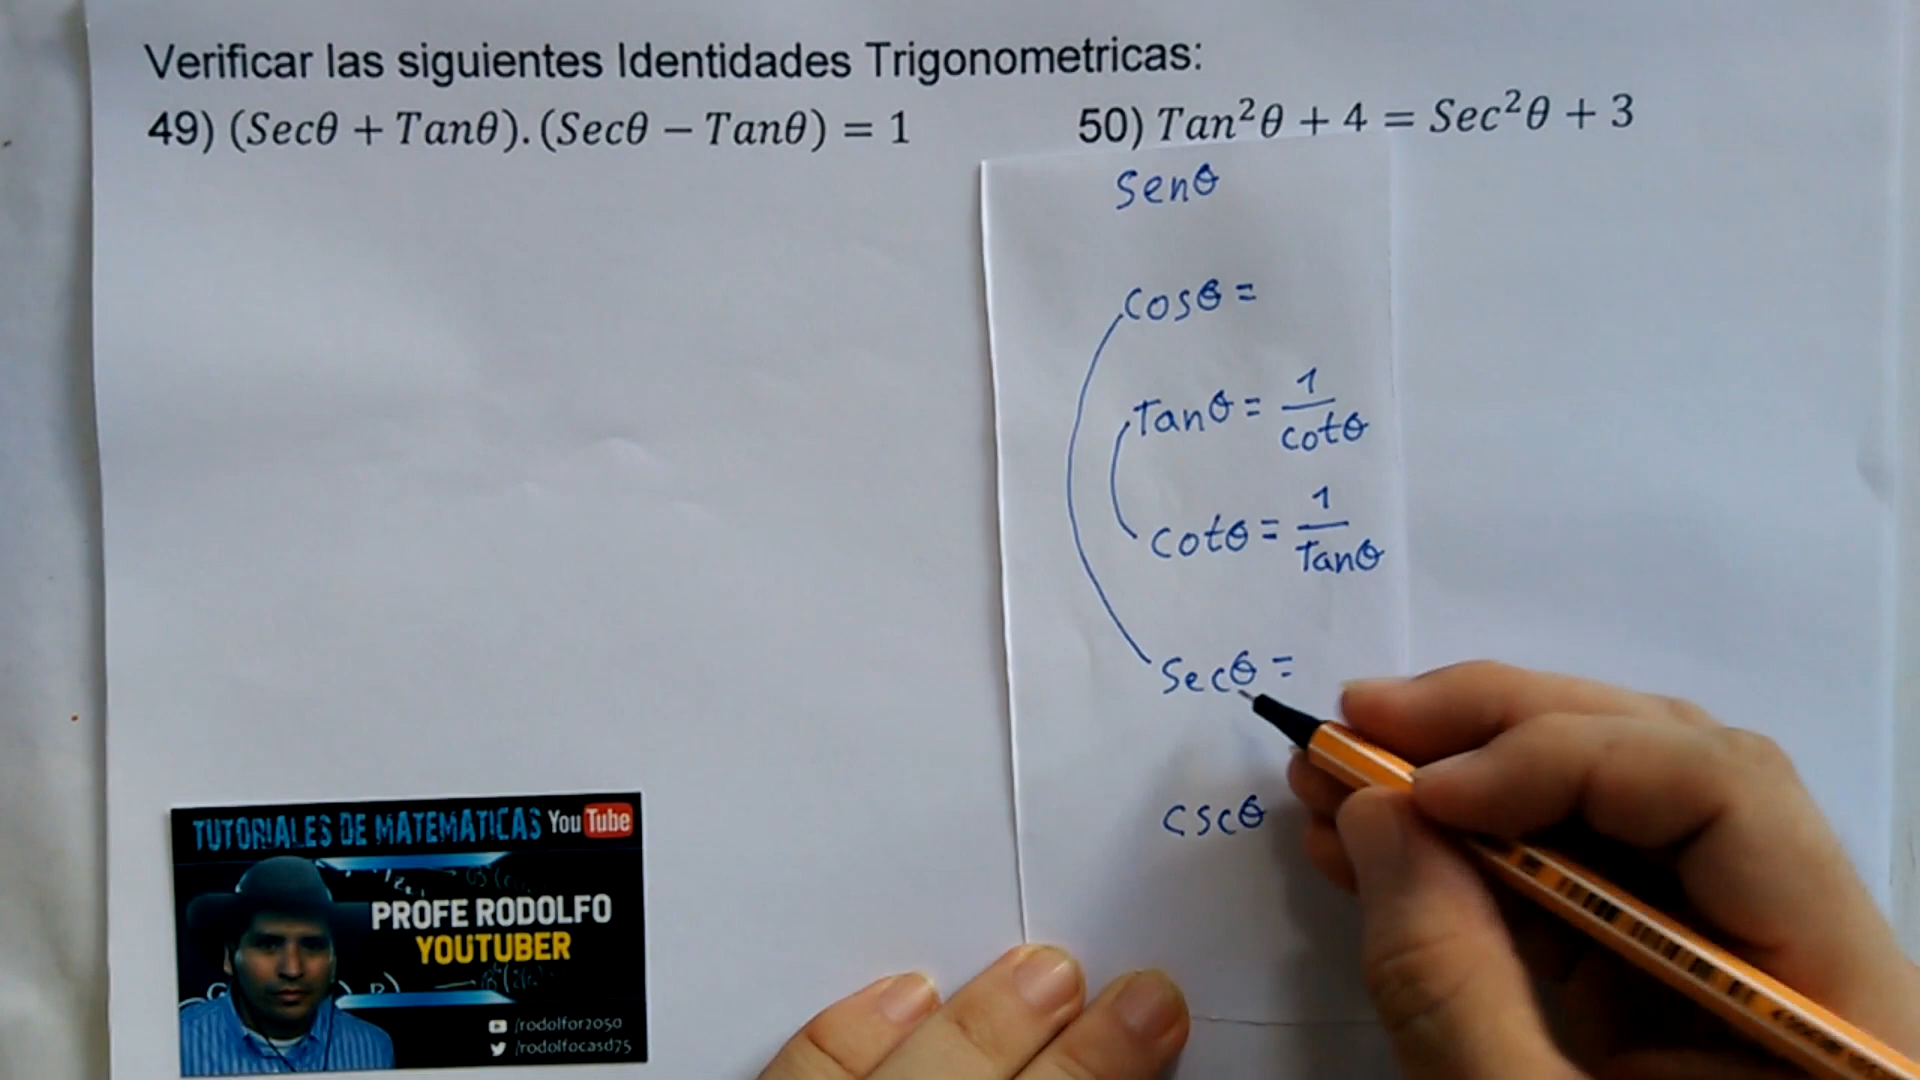 Verificar las siguientes Identidades Trigonometricas:
49) (Secθ + Tanθ).(Secθ − Tanθ) = 1
50) Tan²θ + 4 = Sec²θ + 3
Senθ
Cosθ =
Tanθ = 1/cotθ
cotθ = 1/Tanθ
Secθ =
cscθ
TUTORIALES DE MATEMATICAS YouTube
PROFE RODOLFO
YOUTUBER
/rodolfor2050
/rodolfocasd75